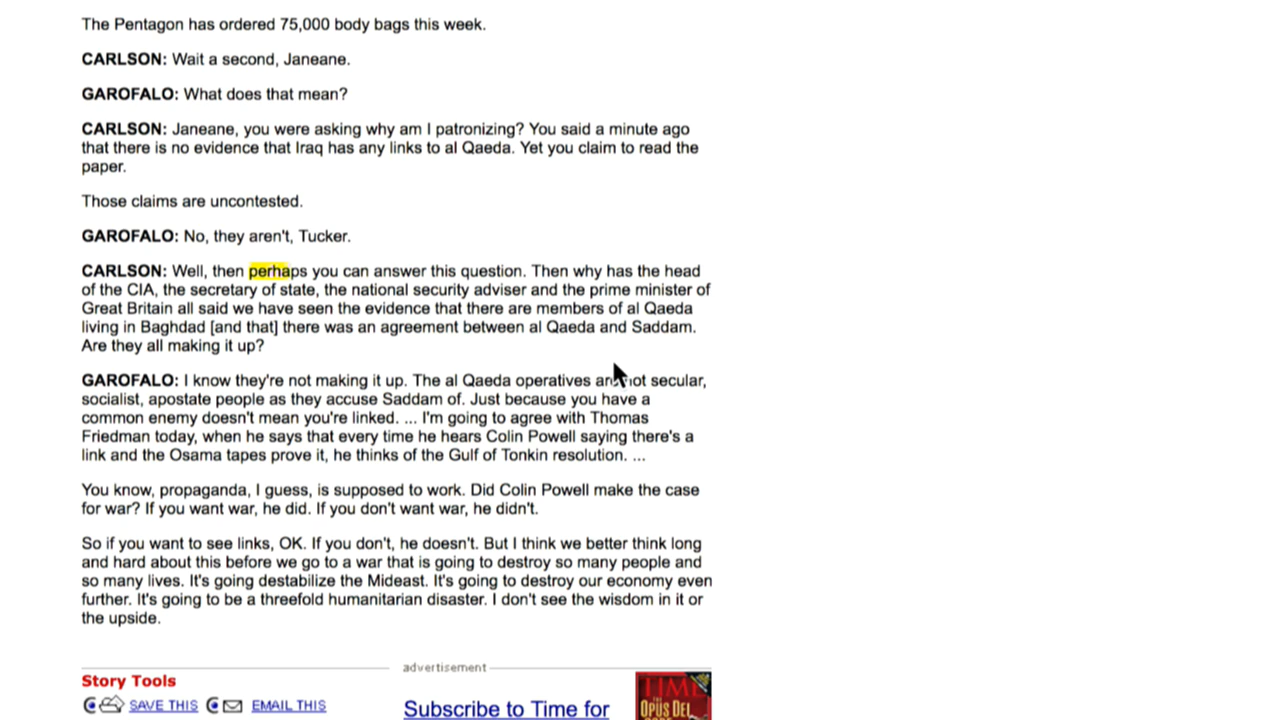 The Pentagon has ordered 75,000 body bags this week.
CARLSON: Wait a second, Janeane.
GAROFALO: What does that mean?
CARLSON: Janeane, you were asking why am I patronizing? You said a minute ago
that there is no evidence that Iraq has any links to al Qaeda. Yet you claim to read the
paper.
Those claims are uncontested.
GAROFALO: No, they aren't, Tucker.
CARLSON: Well, then perhaps you can answer this question. Then why has the head
of the CIA, the secretary of state, the national security adviser and the prime minister of
Great Britain all said we have seen the evidence that there are members of al Qaeda
living in Baghdad [and that] there was an agreement between al Qaeda and Saddam.
Are they all making it up?
GAROFALO: I know they're not making it up. The al Qaeda operatives are not secular,
socialist, apostate people as they accuse Saddam of. Just because you have a
common enemy doesn't mean you're linked. ... I'm going to agree with Thomas
Friedman today, when he says that every time he hears Colin Powell saying there's a
link and the Osama tapes prove it, he thinks of the Gulf of Tonkin resolution. ...
You know, propaganda, I guess, is supposed to work. Did Colin Powell make the case
for war? If you want war, he did. If you don't want war, he didn't.
So if you want to see links, OK. If you don't, he doesn't. But I think we better think long
and hard about this before we go to a war that is going to destroy so many people and
so many lives. It's going destabilize the Mideast. It's going to destroy our economy even
further. It's going to be a threefold humanitarian disaster. I don't see the wisdom in it or
the upside.
advertisement
Story Tools
SAVE THIS EMAIL THIS
Subscribe to Time for
TIME
THE
OPUS DEI